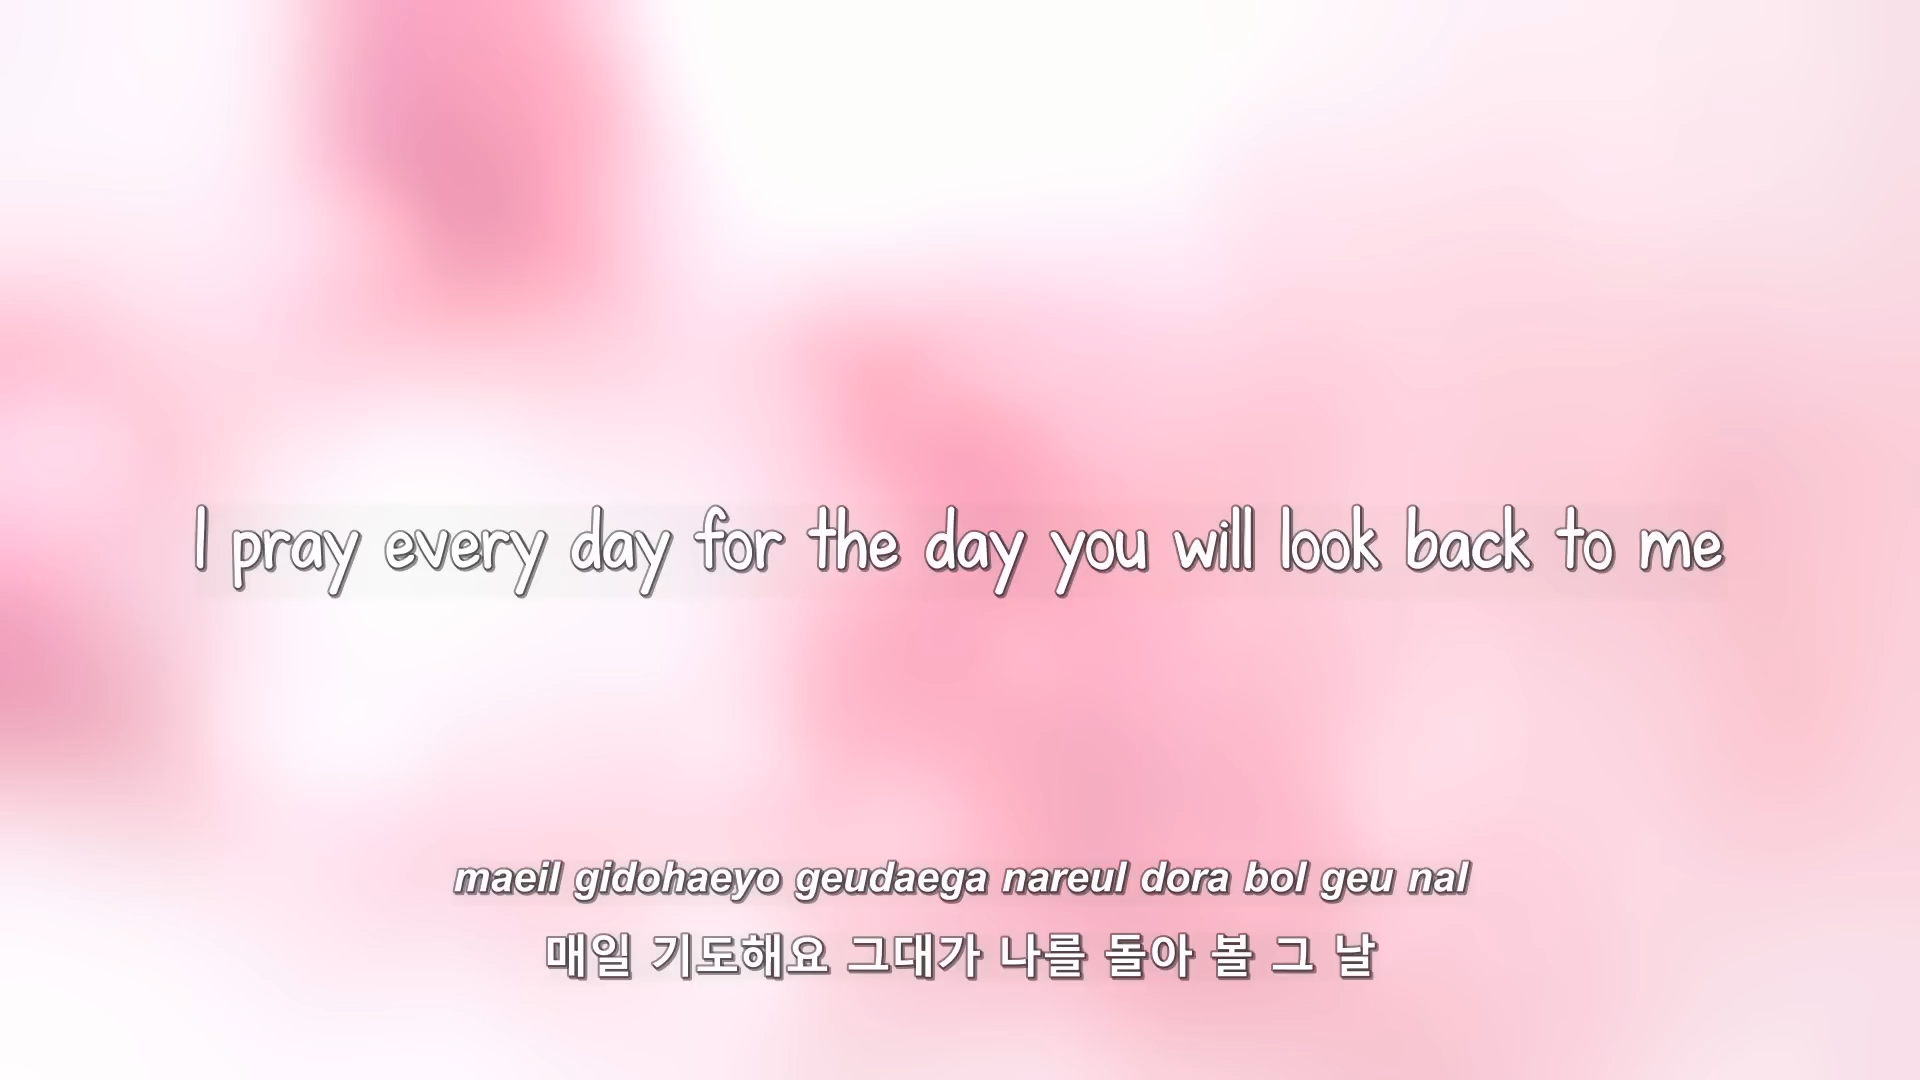 I pray every day for the day you will look back to me
maeil gidohaeyo geudaega nareul dora bol geu nal
매일 기도해요 그대가 나를 돌아 볼 그 날